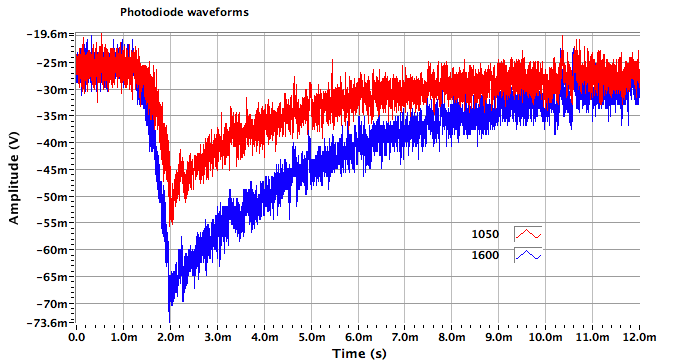 Photodiode waveforms
Amplitude (V)
-19.6m
-25m
-30m
-35m
-40m
-45m
-50m
-55m
-60m
-65m
-70m
-73.6m
1050
1600
0.0 1.0m 2.0m 3.0m 4.0m 5.0m 6.0m 7.0m 8.0m 9.0m 10.0m 11.0m 12.0m
Time (s)